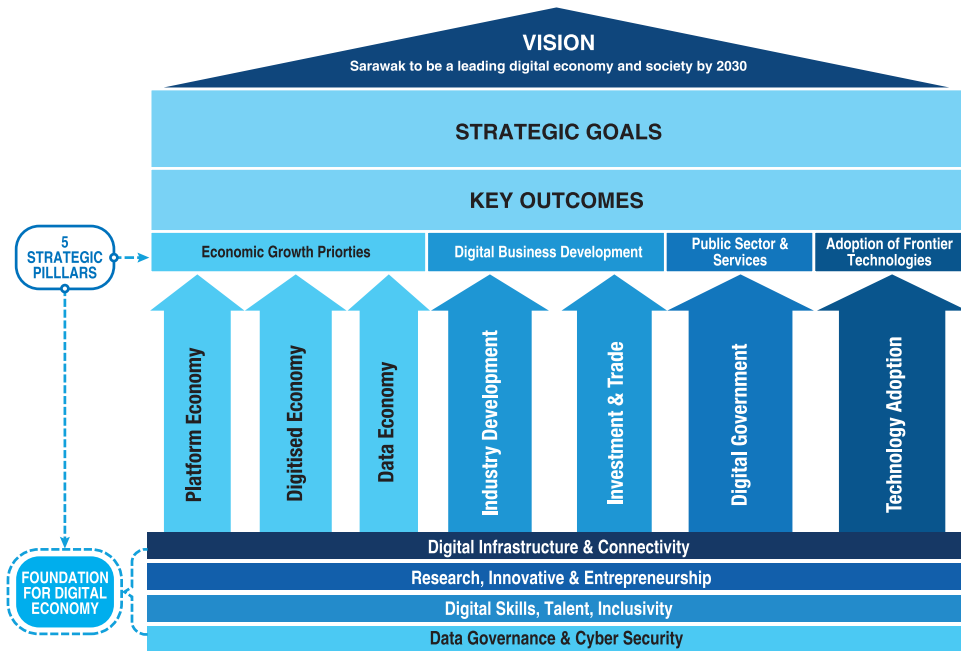 VISION
Sarawak to be a leading digital economy and society by 2030
STRATEGIC GOALS
KEY OUTCOMES
5
STRATEGIC
PILLLARS
Economic Growth Priorties
Digital Business Development
Public Sector &
Services
Adoption of Frontier
Technologies
Platform Economy
Digitised Economy
Data Economy
Industry Development
Investment & Trade
Digital Government
Technology Adoption
FOUNDATION
FOR DIGITAL
ECONOMY
Digital Infrastructure & Connectivity
Research, Innovative & Entrepreneurship
Digital Skills, Talent, Inclusivity
Data Governance & Cyber Security